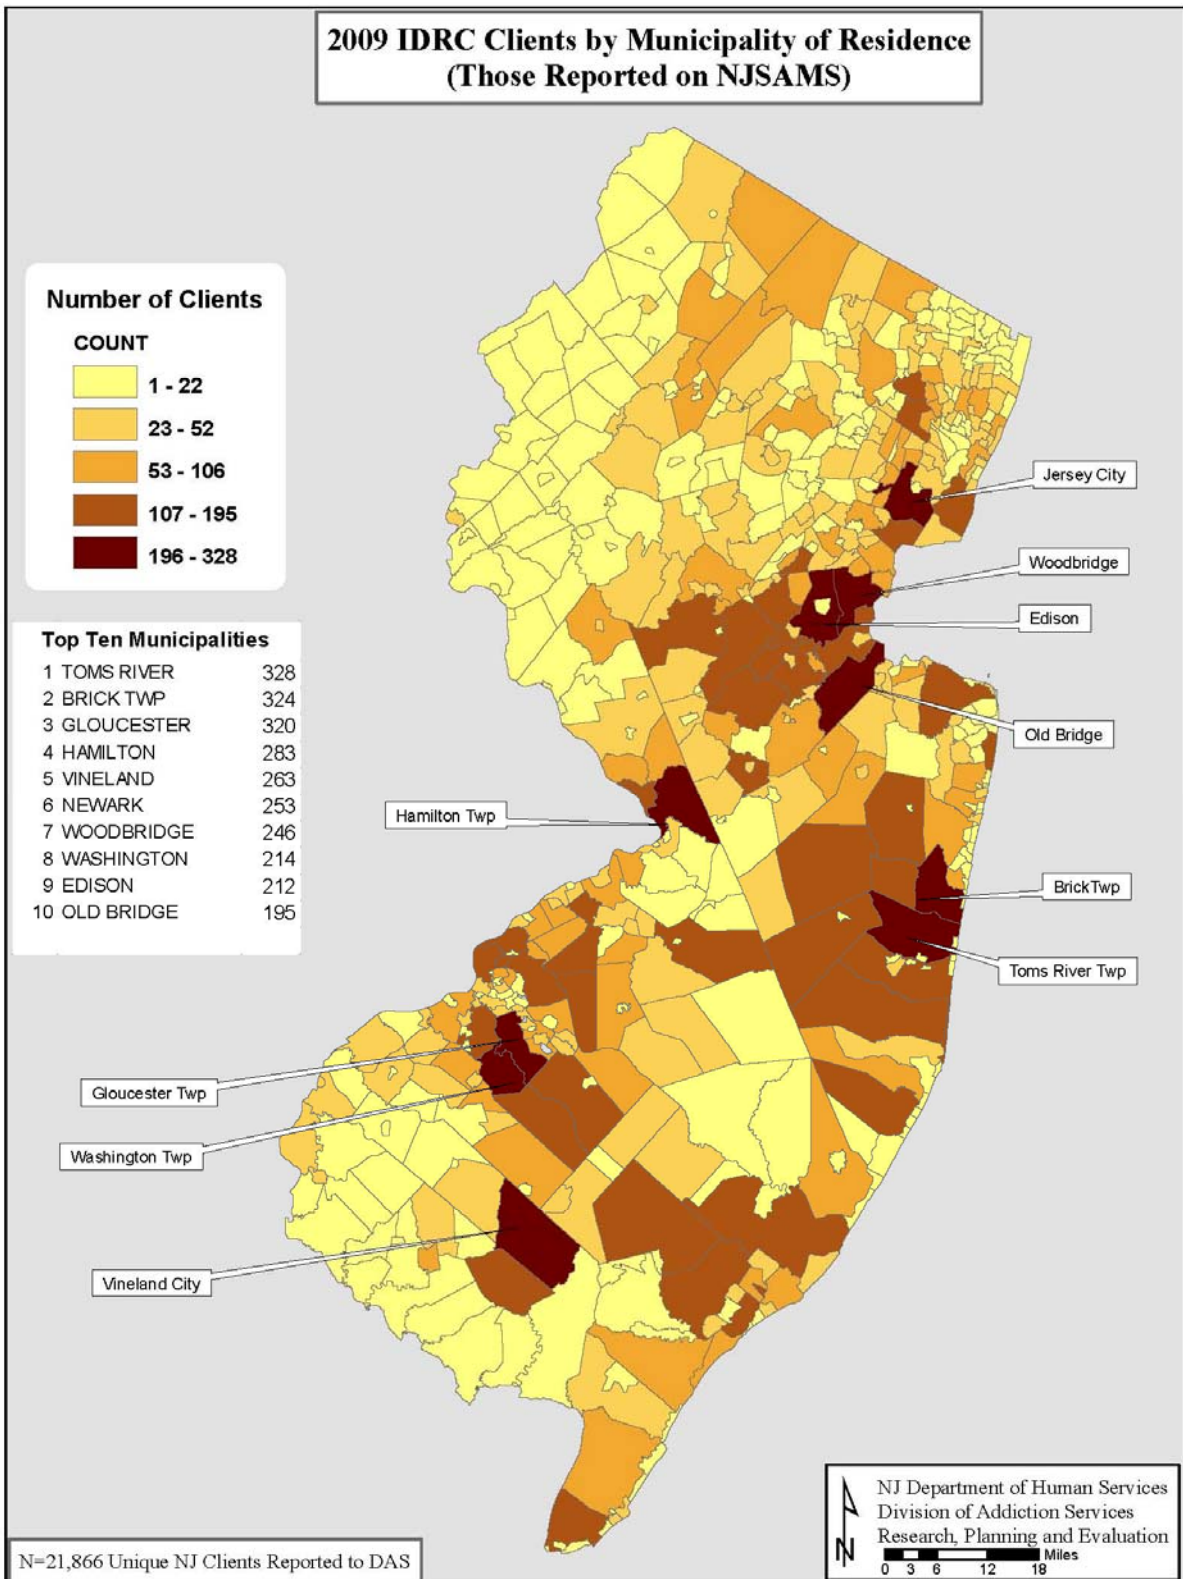 2009 IDRC Clients by Municipality of Residence
(Those Reported on NJSAMS)
Number of Clients
COUNT
1 - 22
23 - 52
53 - 106
107 - 195
196 - 328
Top Ten Municipalities
1 TOMS RIVER 328
2 BRICK TWP 324
3 GLOUCESTER 320
4 HAMILTON 283
5 VINELAND 263
6 NEWARK 253
7 WOODBRIDGE 246
8 WASHINGTON 214
9 EDISON 212
10 OLD BRIDGE 195
Jersey City
Woodbridge
Edison
Old Bridge
Hamilton Twp
Brick Twp
Toms River Twp
Gloucester Twp
Washington Twp
Vineland City
N
NJ Department of Human Services
Division of Addiction Services
Research, Planning and Evaluation
Miles
0 3 6 12 18
N=21,866 Unique NJ Clients Reported to DAS